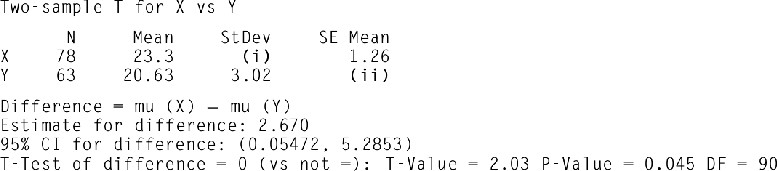 Two-sample T for X vs Y
N Mean StDev SE Mean
X 78 23.3 (i) 1.26
Y 63 20.63 3.02 (ii)
Difference = mu (X) – mu (Y)
Estimate for difference: 2.670
95% CI for difference: (0.05472, 5.2853)
T-Test of difference = 0 (vs not =): T-Value = 2.03 P-Value = 0.045 DF = 90